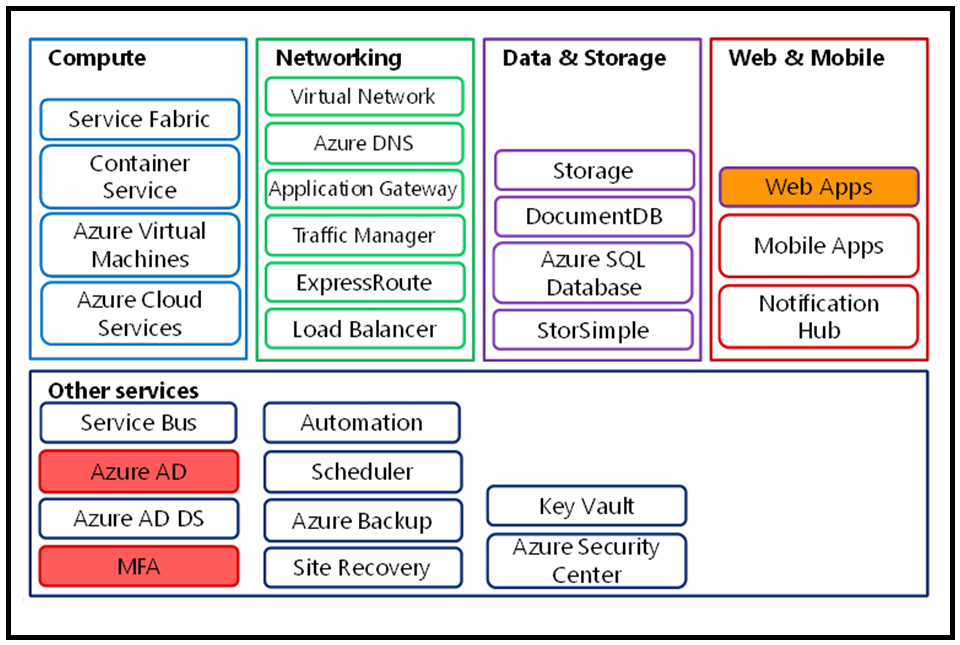 Compute
Service Fabric
Container
Service
Azure Virtual
Machines
Azure Cloud
Services
Networking
Virtual Network
Azure DNS
Application Gateway
Traffic Manager
ExpressRoute
Load Balancer
Data & Storage
Storage
DocumentDB
Azure SQL
Database
StorSimple
Web & Mobile
Web Apps
Mobile Apps
Notification
Hub
Other services
Service Bus
Azure AD
Azure AD DS
MFA
Automation
Scheduler
Azure Backup
Site Recovery
Key Vault
Azure Security
Center